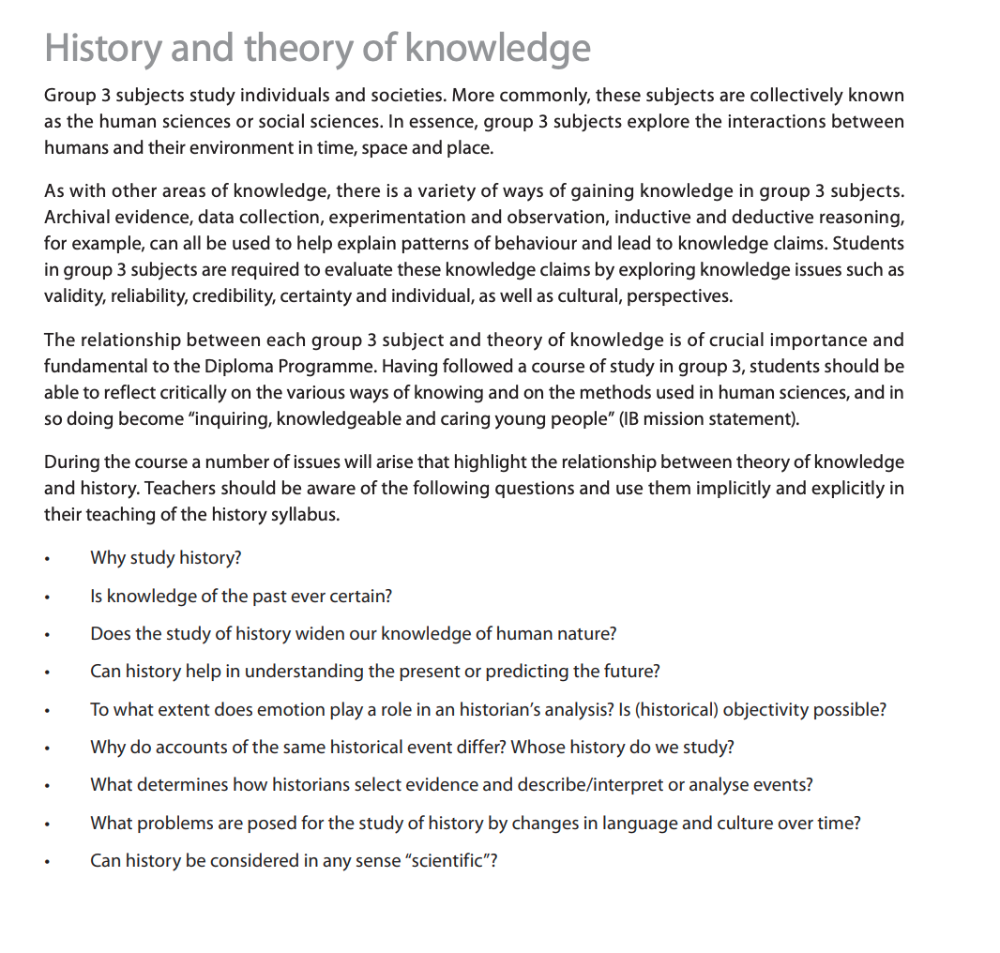 History and theory of knowledge
Group 3 subjects study individuals and societies. More commonly, these subjects are collectively known
as the human sciences or social sciences. In essence, group 3 subjects explore the interactions between
humans and their environment in time, space and place.
As with other areas of knowledge, there is a variety of ways of gaining knowledge in group 3 subjects.
Archival evidence, data collection, experimentation and observation, inductive and deductive reasoning,
for example, can all be used to help explain patterns of behaviour and lead to knowledge claims. Students
in group 3 subjects are required to evaluate these knowledge claims by exploring knowledge issues such as
validity, reliability, credibility, certainty and individual, as well as cultural, perspectives.
The relationship between each group 3 subject and theory of knowledge is of crucial importance and
fundamental to the Diploma Programme. Having followed a course of study in group 3, students should be
able to reflect critically on the various ways of knowing and on the methods used in human sciences, and in
so doing become “inquiring, knowledgeable and caring young people” (IB mission statement).
During the course a number of issues will arise that highlight the relationship between theory of knowledge
and history. Teachers should be aware of the following questions and use them implicitly and explicitly in
their teaching of the history syllabus.
• Why study history?
• Is knowledge of the past ever certain?
• Does the study of history widen our knowledge of human nature?
• Can history help in understanding the present or predicting the future?
• To what extent does emotion play a role in an historian’s analysis? Is (historical) objectivity possible?
• Why do accounts of the same historical event differ? Whose history do we study?
• What determines how historians select evidence and describe/interpret or analyse events?
• What problems are posed for the study of history by changes in language and culture over time?
• Can history be considered in any sense “scientific”?